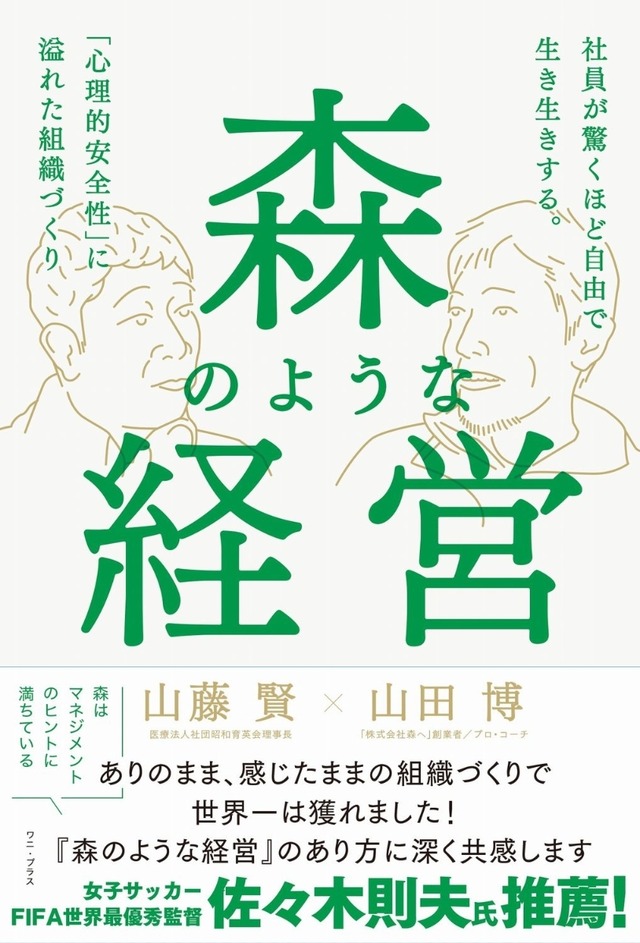 社員が驚くほど自由で
生き生きする。
「心理的安全性」に
溢れた組織づくり
森
のような
経営
山藤 賢 × 山田 博
医療法人社団昭和育英会理事長
「株式会社森へ」創業者／プロ・コーチ
森は
マネジメント
のヒントに
満ちている
ありのまま、感じたままの組織づくりで
世界一は獲れました！
『森のような経営』のあり方に深く共感します
女子サッカー
FIFA世界最優秀監督
佐々木則夫氏推薦！
ワニ・プラス